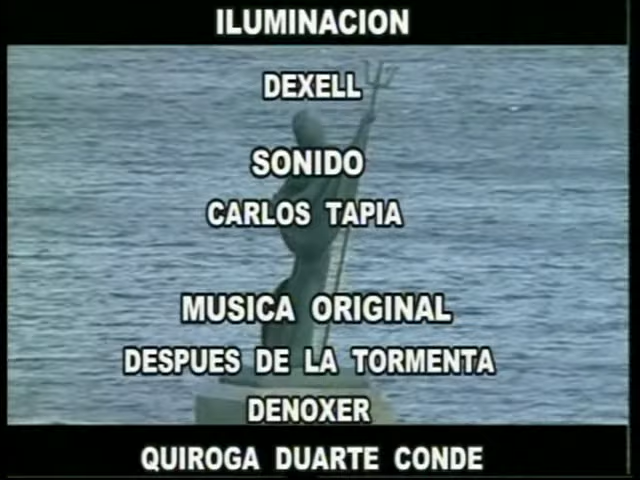 ILUMINACION
DEXELL
SONIDO
CARLOS TAPIA
MUSICA ORIGINAL
DESPUES DE LA TORMENTA
DENOXER
QUIROGA DUARTE CONDE